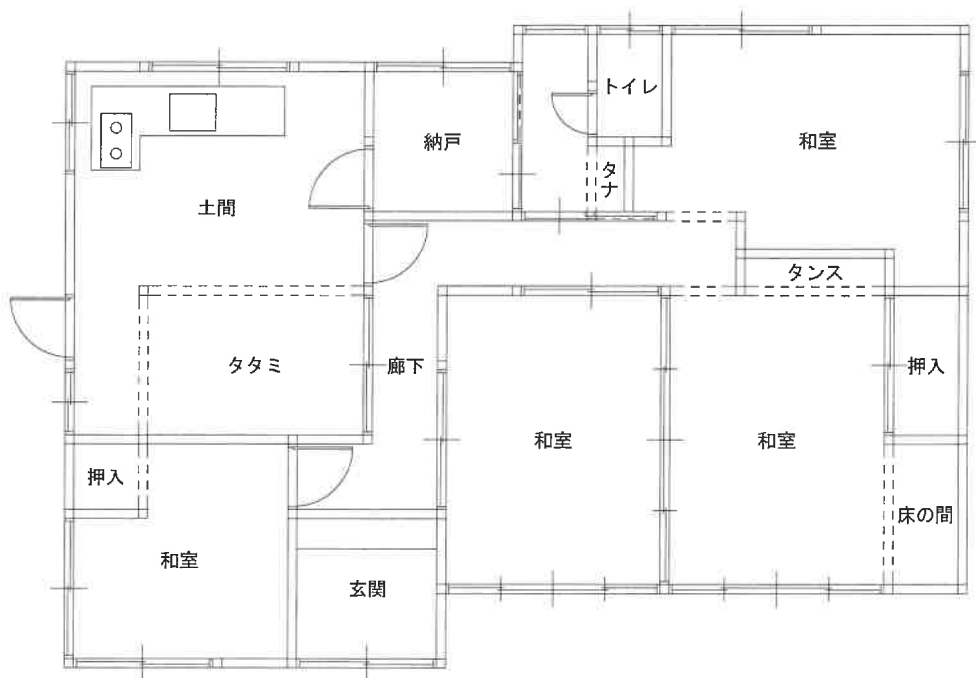 トイレ
和室
納戸
タナ
土間
タンス
タタミ
廊下
押入
和室
和室
押入
床の間
和室
玄関